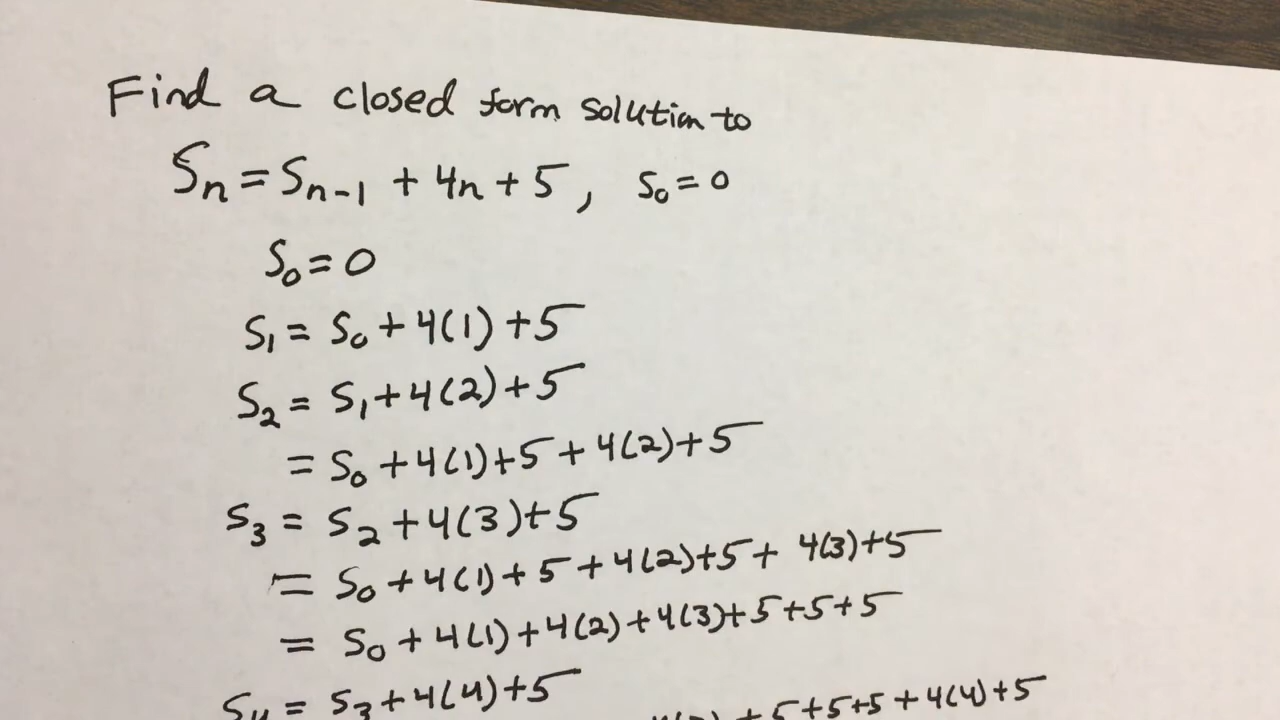 Find a closed form solution to
Sn = Sn-1 + 4n + 5, S0 = 0
S0 = 0
S1 = S0 + 4(1) + 5
S2 = S1 + 4(2) + 5
= S0 + 4(1) + 5 + 4(2) + 5
S3 = S2 + 4(3) + 5
= S0 + 4(1) + 5 + 4(2) + 5 + 4(3) + 5
= S0 + 4(1) + 4(2) + 4(3) + 5 + 5 + 5
S4 = S3 + 4(4) + 5
+ 5 + 5 + 5 + 4(4) + 5